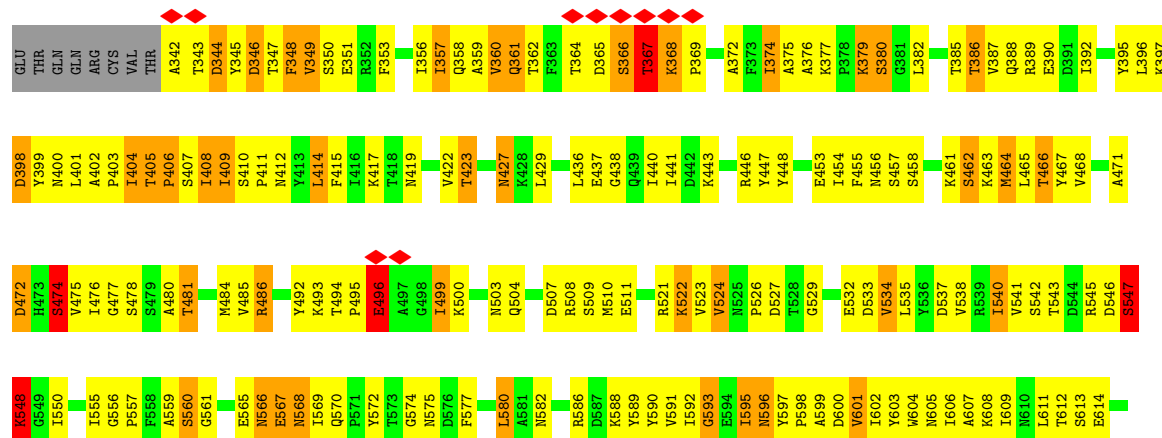 GLU THR GLN GLN ARG CYS VAL THR A342 T343 D344 Y345 D346 T347 F348 V349 S350 E351 R352 F353 I356 I357 Q358 A359 V360 Q361 T362 F363 T364 D365 S366 T367 K368 P369 A372 F373 I374 A375 A376 K377 P378 K379 S380 G381 L382 T385 T386 V387 Q388 R389 E390 D391 I392 Y395 L396 K397
D398 Y399 N400 L401 A402 P403 I404 T405 P406 S407 I408 I409 S410 P411 N412 Y413 L414 F415 I416 K417 T418 N419 V422 T423 N427 K428 L429 L436 E437 G438 Q439 I440 I441 D442 K443 R446 Y447 Y448 E453 I454 F455 N456 S457 S458 K461 S462 K463 M464 L465 T466 Y467 V468 A471
D472 H473 S474 V475 I476 G477 S478 S479 A480 T481 M484 V485 R486 Y492 K493 T494 P495 E496 A497 G498 I499 K500 N503 Q504 D507 R508 S509 M510 E511 R521 K522 V523 V524 N525 P526 D527 T528 G529 E532 D533 V534 L535 Y536 D537 V538 R539 I540 V541 S542 T543 D544 R545 D546 S547
K548 G549 I550 I555 G556 P557 F558 A559 S560 G561 E565 N566 E567 N568 I569 Q570 P571 Y572 T573 G574 N575 D576 F577 L580 A581 N582 R586 D587 K588 Y589 Y590 V591 I592 G593 E594 I595 N596 Y597 P598 A599 D600 V601 I602 Y603 W604 N605 I606 A607 K608 I609 N610 L611 T612 S613 E614